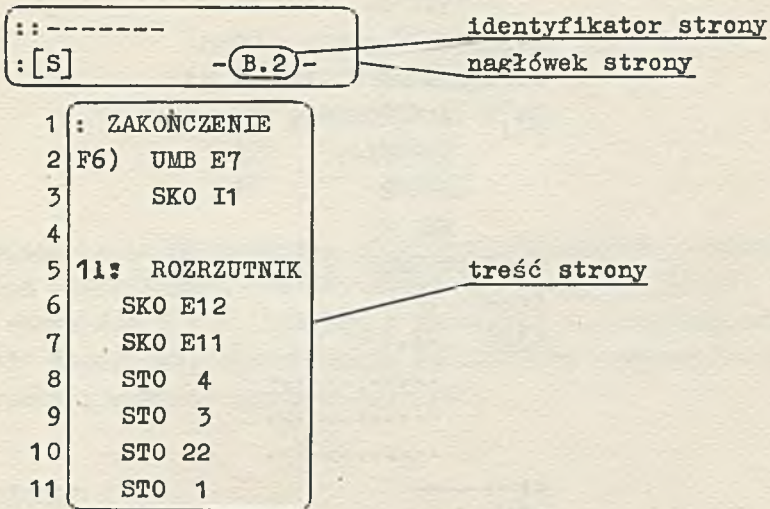 ::-------- identyfikator strony
:[S] -(B.2)- nagłówek strony
1 : ZAKOŃCZENIE
2 F6) UMB E7
3 SKO I1
4
5 11: ROZRZUTNIK treść strony
6 SKO E12
7 SKO E11
8 STO 4
9 STO 3
10 STO 22
11 STO 1